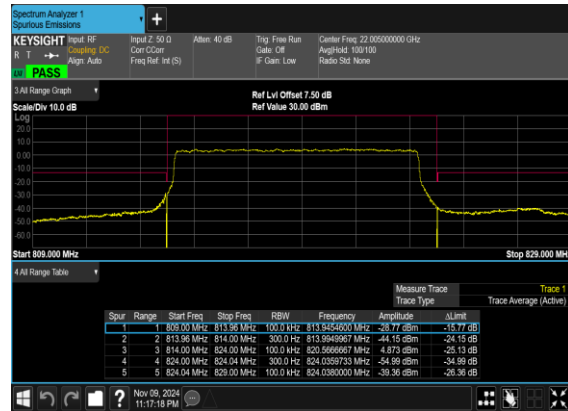 Spectrum Analyzer 1
Spurious Emissions
KEYSIGHT Input: RF Input Z: 50 Ω Atten: 40 dB Trig: Free Run Center Freq: 22.005000000 GHz
R T Coupling: DC Corr CCorr Gate: Off Avg|Hold: 100/100
Align: Auto Freq Ref: Int (S) IF Gain: Low Radio Std: None
PASS
3 All Range Graph
Ref Lvl Offset 7.50 dB
Scale/Div 10.0 dB Ref Value 30.00 dBm
Log
20.0
10.0
0.00
-10.0
-20.0
-30.0
-40.0
-50.0
-60.0
Start 809.000 MHz Stop 829.000 MH
4 All Range Table
Measure Trace Trace 1
Trace Type Trace Average (Active)
Spur Range Start Freq Stop Freq RBW Frequency Amplitude ΔLimit
1 1 809.00 MHz 813.96 MHz 100.0 kHz 813.9454600 MHz -28.77 dBm -15.77 dB
2 2 813.96 MHz 814.00 MHz 300.0 Hz 813.9949967 MHz -44.15 dBm -24.15 dB
3 3 814.00 MHz 824.00 MHz 100.0 kHz 820.5666667 MHz 4.873 dBm -25.13 dB
4 4 824.00 MHz 824.04 MHz 300.0 Hz 824.0359733 MHz -54.99 dBm -34.99 dB
5 5 824.04 MHz 829.00 MHz 100.0 kHz 824.0380000 MHz -39.36 dBm -26.36 dB
? Nov 09, 2024
11:17:18 PM